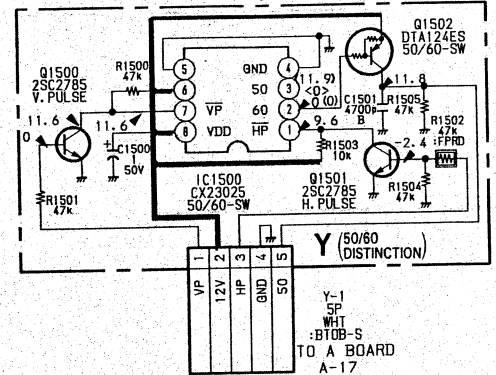 Q1502
DTA124ES
50/60-SW
Q1500
2SC2785
V.PULSE
R1500
47k
5
6
7
8
GND
50
60
VP
VDD
HP
4
3
2
1
(11.9)
<0>
0 (0)
11.8
11.6
11.6
0
9.6
-2.4
C1501
4700p
B
R1505
47k
R1502
47k
:FPRD
C1500
1
50V
R1503
10k
R1501
47k
IC1500
CX23025
50/60-SW
Q1501
2SC2785
H.PULSE
R1504
47k
Y (50/60
DISTINCTION)
1
2
3
4
5
VP
12V
HP
GND
50
Y-1
5P
WHT
:BTOB-S
TO A BOARD
A-17